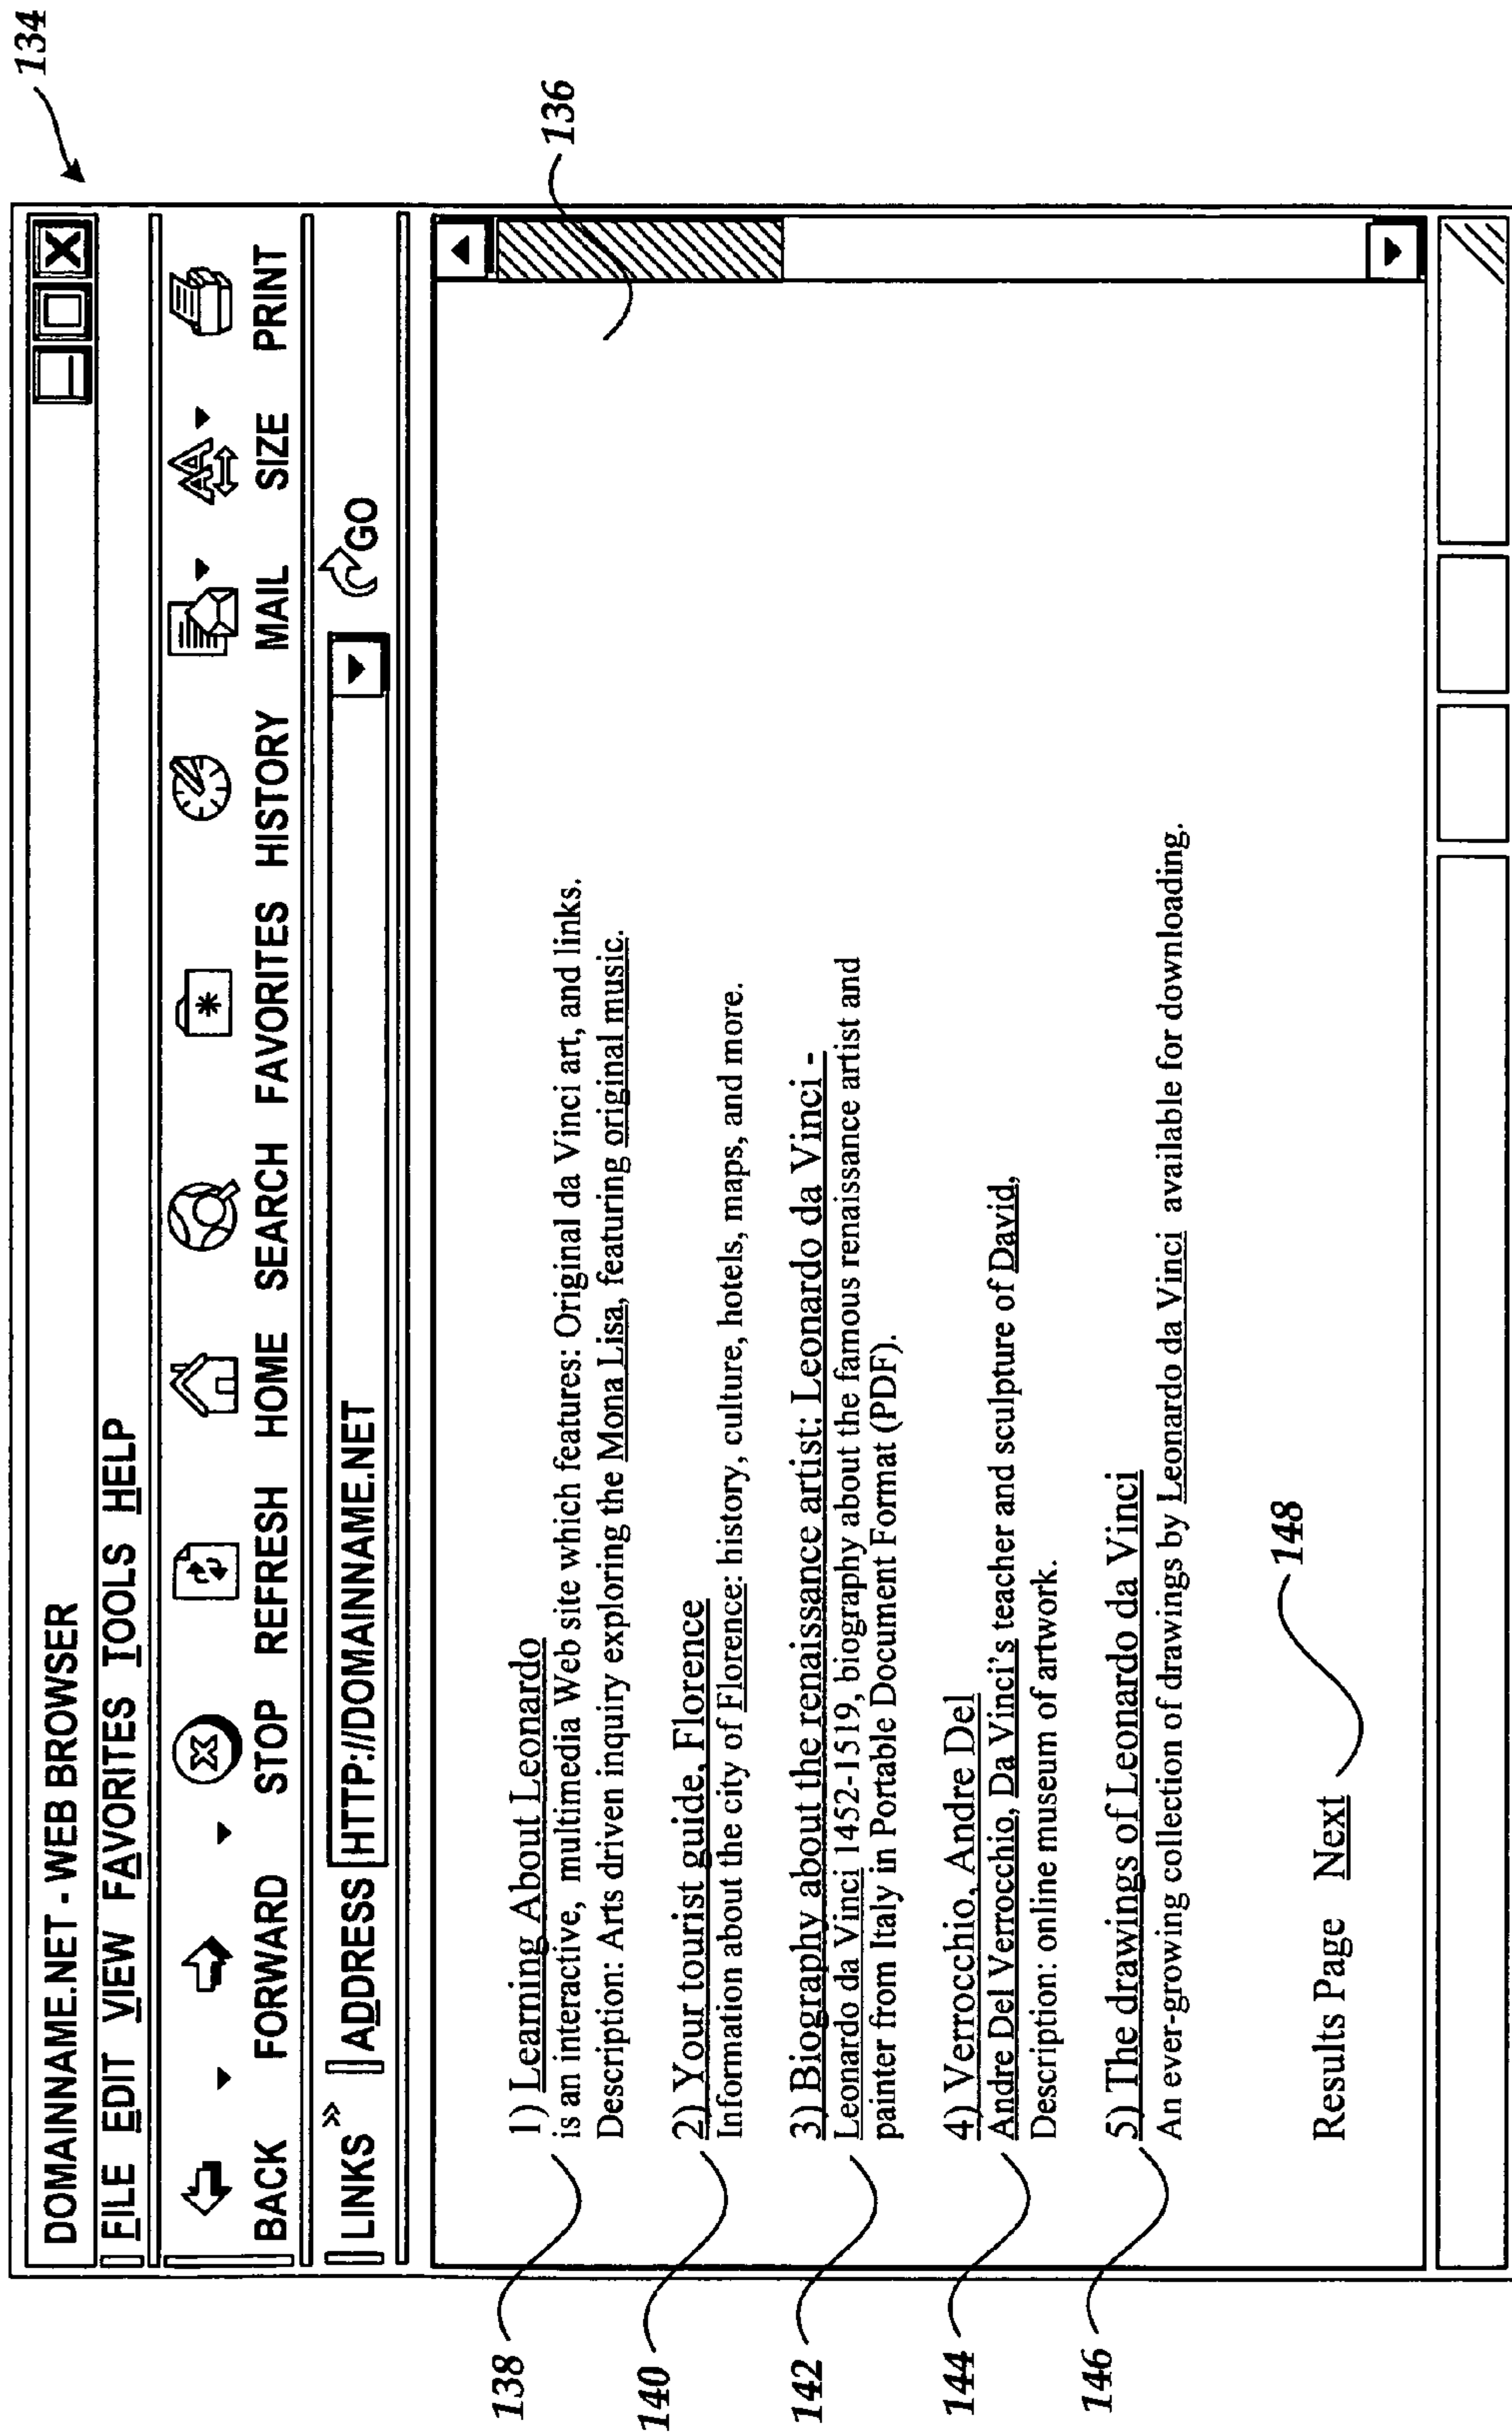 134
DOMAINNAME.NET - WEB BROWSER
FILE EDIT VIEW FAVORITES TOOLS HELP
BACK FORWARD STOP REFRESH HOME SEARCH FAVORITES HISTORY MAIL SIZE PRINT
LINKS » ADDRESS HTTP://DOMAINNAME.NET GO
136
138
1) Learning About Leonardo
is an interactive, multimedia Web site which features: Original da Vinci art, and links.
Description: Arts driven inquiry exploring the Mona Lisa, featuring original music.
140
2) Your tourist guide, Florence
Information about the city of Florence: history, culture, hotels, maps, and more.
142
3) Biography about the renaissance artist: Leonardo da Vinci -
Leonardo da Vinci 1452-1519, biography about the famous renaissance artist and
painter from Italy in Portable Document Format (PDF).
144
4) Verrocchio, Andre Del
Andre Del Verrocchio, Da Vinci's teacher and sculpture of David,
Description: online museum of artwork.
146
5) The drawings of Leonardo da Vinci
An ever-growing collection of drawings by Leonardo da Vinci available for downloading.
148
Results Page Next